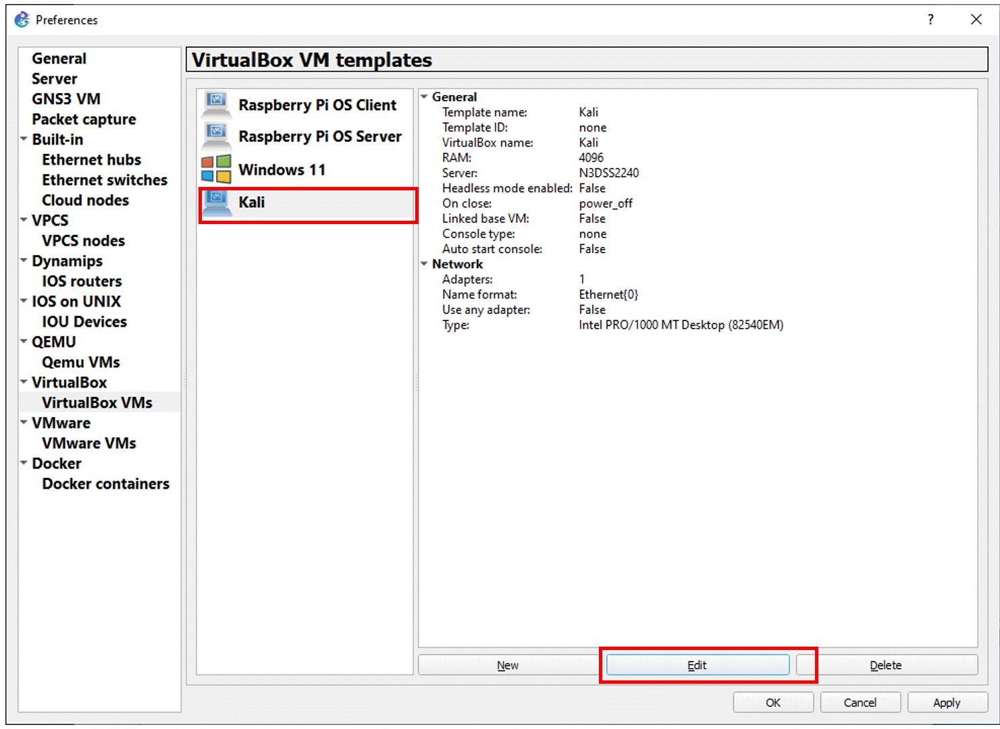 Preferences
?
General
Server
GNS3 VM
Packet capture
Built-in
Ethernet hubs
Ethernet switches
Cloud nodes
VPCS
VPCS nodes
Dynamips
IOS routers
IOS on UNIX
IOU Devices
QEMU
Qemu VMs
VirtualBox
VirtualBox VMs
VMware
VMware VMs
Docker
Docker containers
VirtualBox VM templates
Raspberry Pi OS Client
Raspberry Pi OS Server
Windows 11
Kali
General
Template name: Kali
Template ID: none
VirtualBox name: Kali
RAM: 4096
Server: N3DSS2240
Headless mode enabled: False
On close: power_off
Linked base VM: False
Console type: none
Auto start console: False
Network
Adapters: 1
Name format: Ethernet{0}
Use any adapter: False
Type: Intel PRO/1000 MT Desktop (82540EM)
New Edit Delete
OK Cancel Apply